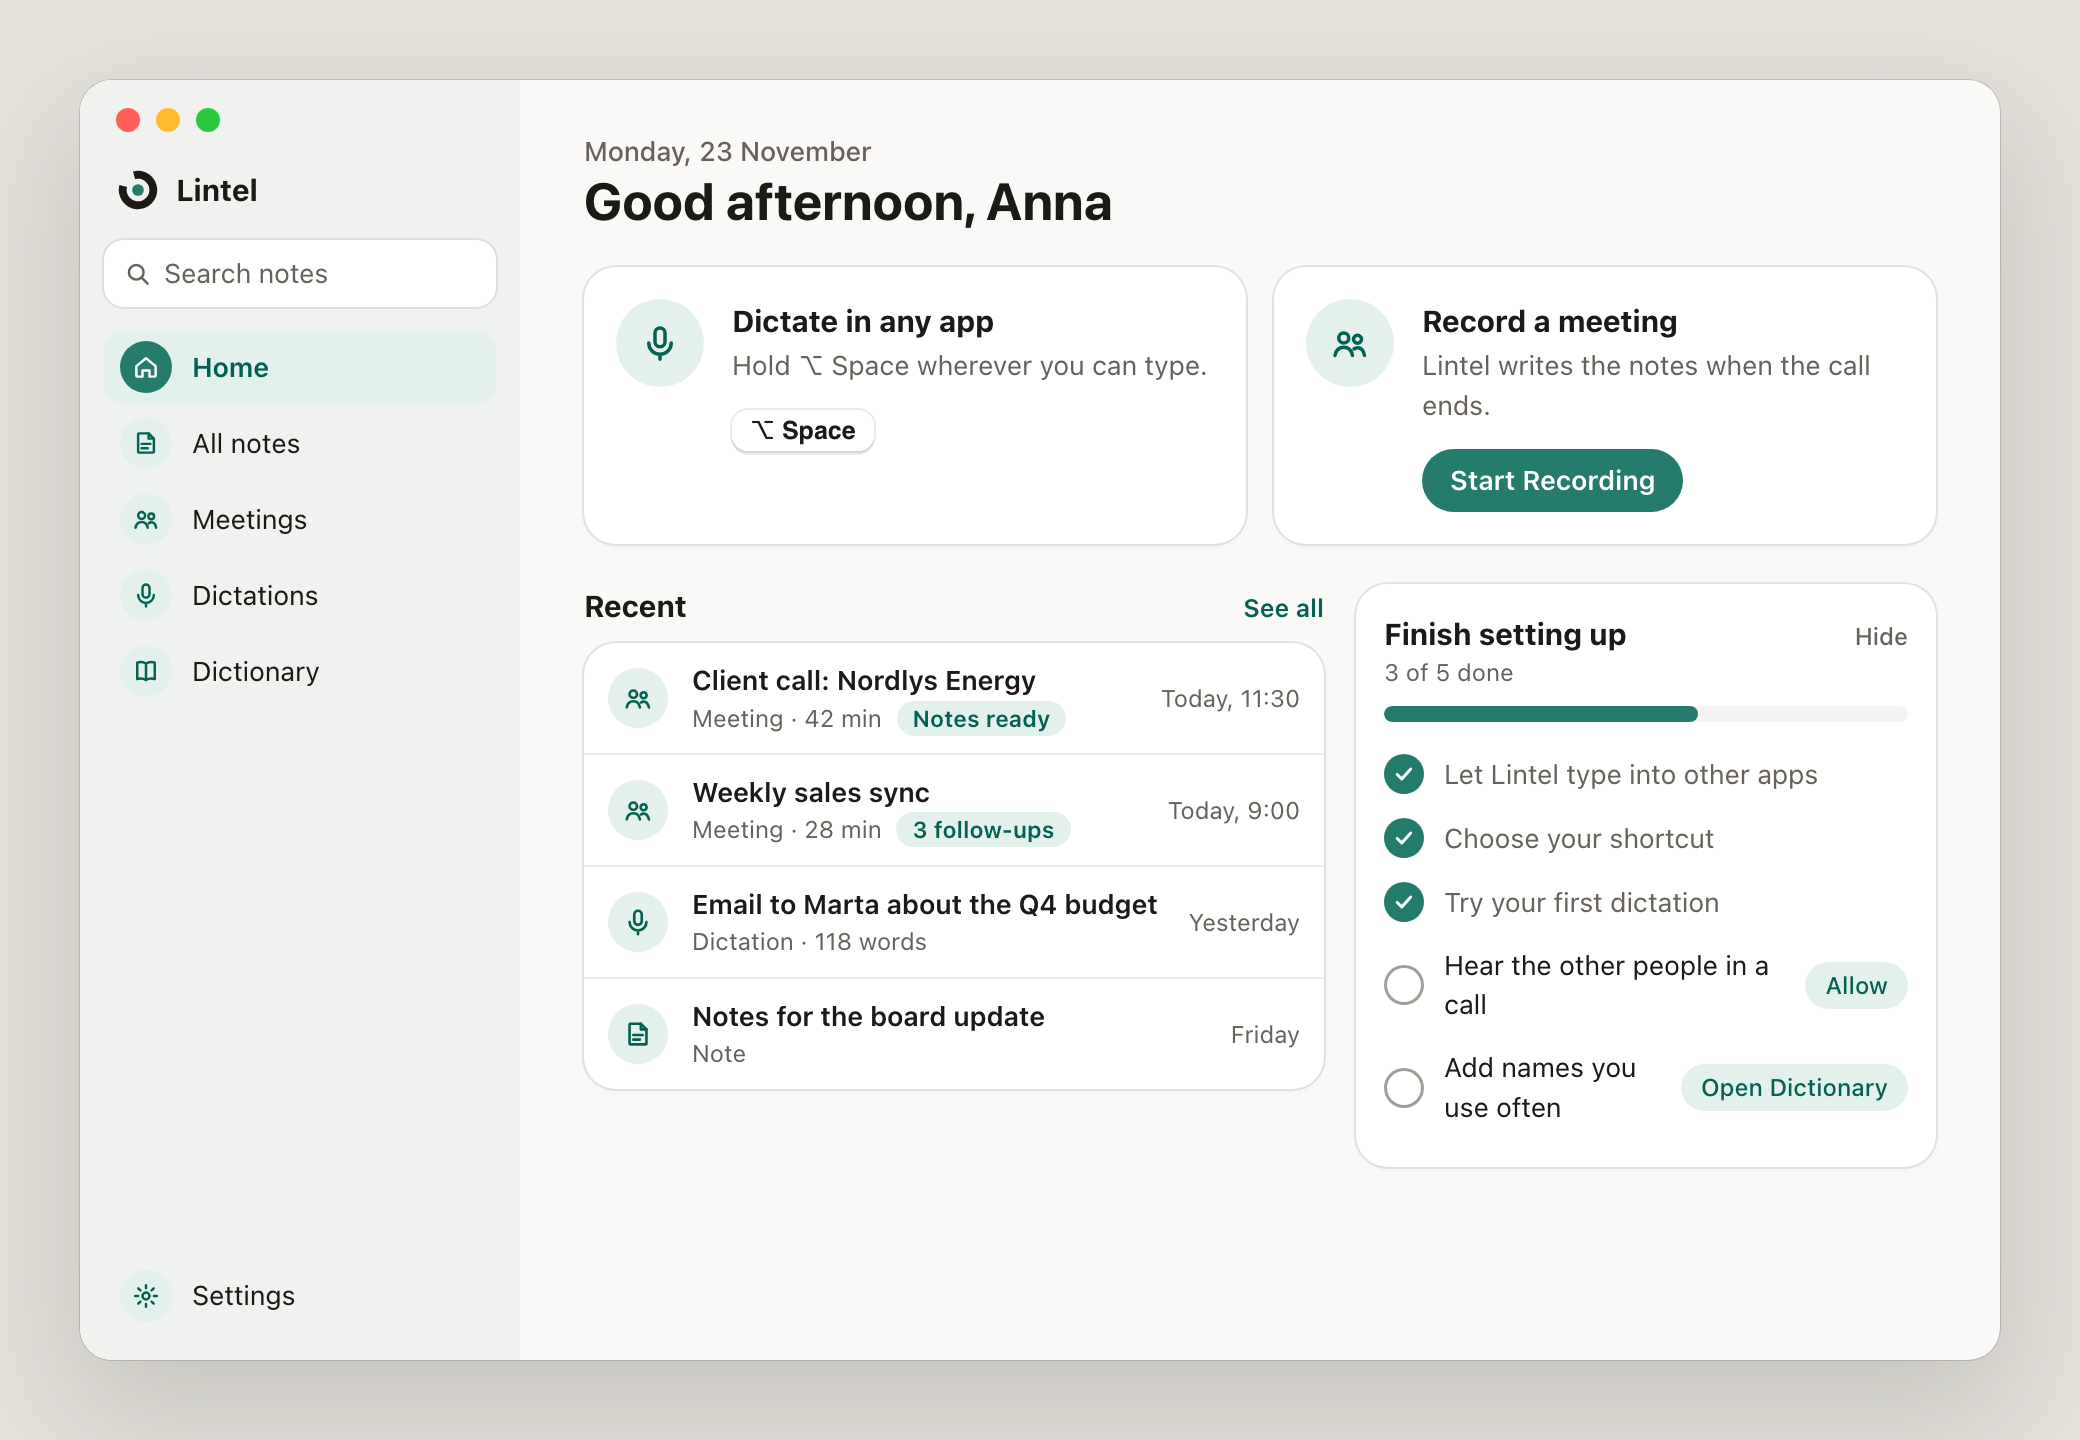 Lintel
Search notes
Home
All notes
Meetings
Dictations
Dictionary
Settings
Monday, 23 November
Good afternoon, Anna
Dictate in any app
Hold ⌥ Space wherever you can type.
⌥ Space
Record a meeting
Lintel writes the notes when the call
ends.
Start Recording
Recent
See all
Client call: Nordlys Energy
Meeting · 42 min
Notes ready
Today, 11:30
Weekly sales sync
Meeting · 28 min
3 follow-ups
Today, 9:00
Email to Marta about the Q4 budget
Dictation · 118 words
Yesterday
Notes for the board update
Note
Friday
Finish setting up
Hide
3 of 5 done
Let Lintel type into other apps
Choose your shortcut
Try your first dictation
Hear the other people in a
call
Allow
Add names you
use often
Open Dictionary